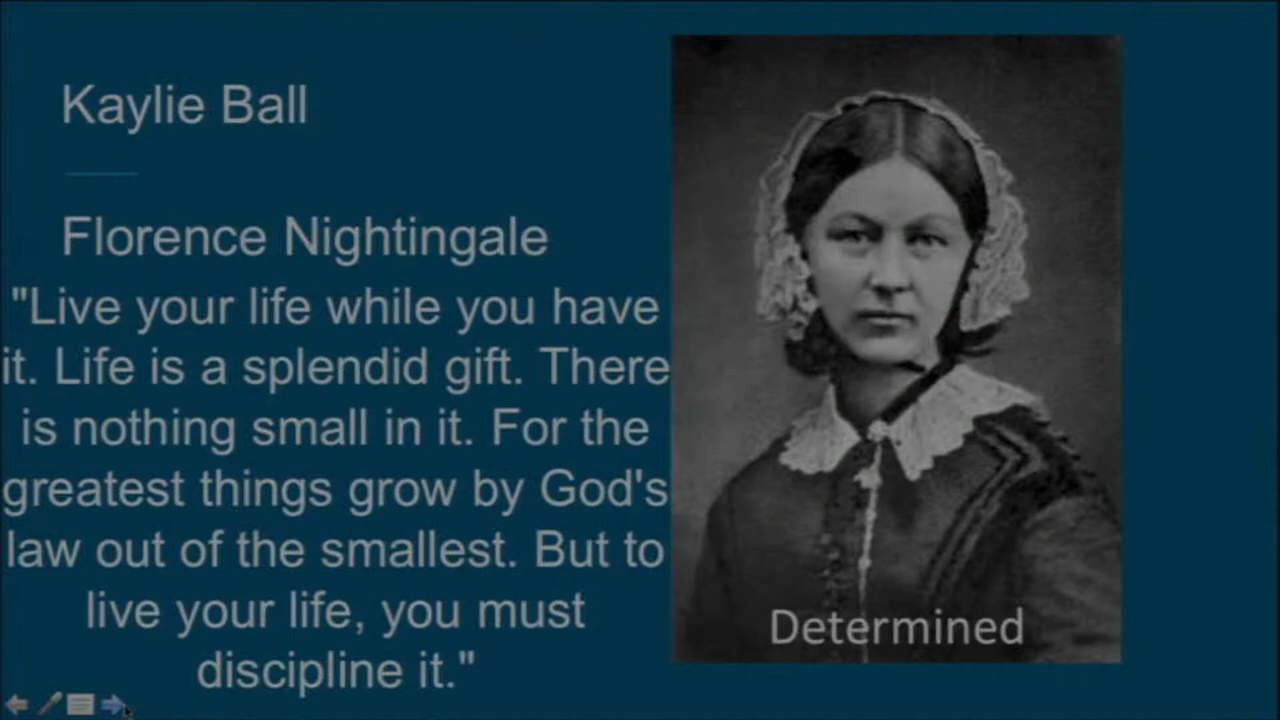 Kaylie Ball
Florence Nightingale
"Live your life while you have
it. Life is a splendid gift. There
is nothing small in it. For the
greatest things grow by God's
law out of the smallest. But to
live your life, you must
discipline it."
Determined